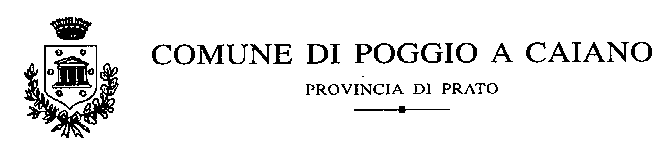 COMUNE DI POGGIO A CAIANO
PROVINCIA DI PRATO